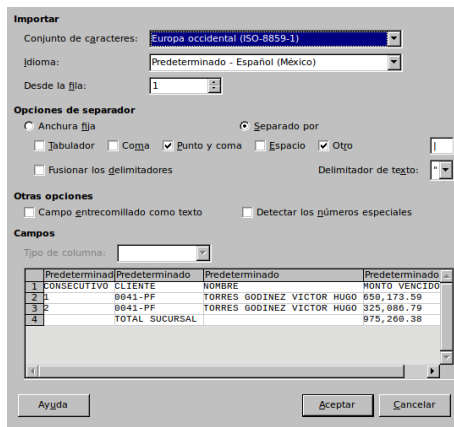 Importar
Conjunto de caracteres: Europa occidental (ISO-8859-1)
Idioma: Predeterminado - Español (México)
Desde la fila: 1
Opciones de separador
Anchura fija Separado por
Tabulador Coma Punto y coma Espacio Otro |
Fusionar los delimitadores Delimitador de texto: "
Otras opciones
Campo entrecomillado como texto Detectar los números especiales
Campos
Tipo de columna:
Predeterminad Predeterminado Predeterminado Predeterminado
1 CONSECUTIVO CLIENTE NOMBRE MONTO VENCIDO
2 1 0041-PF TORRES GODINEZ VICTOR HUGO 650,173.59
3 2 0041-PF TORRES GODINEZ VICTOR HUGO 325,086.79
4 TOTAL SUCURSAL 975,260.38
Ayuda Aceptar Cancelar